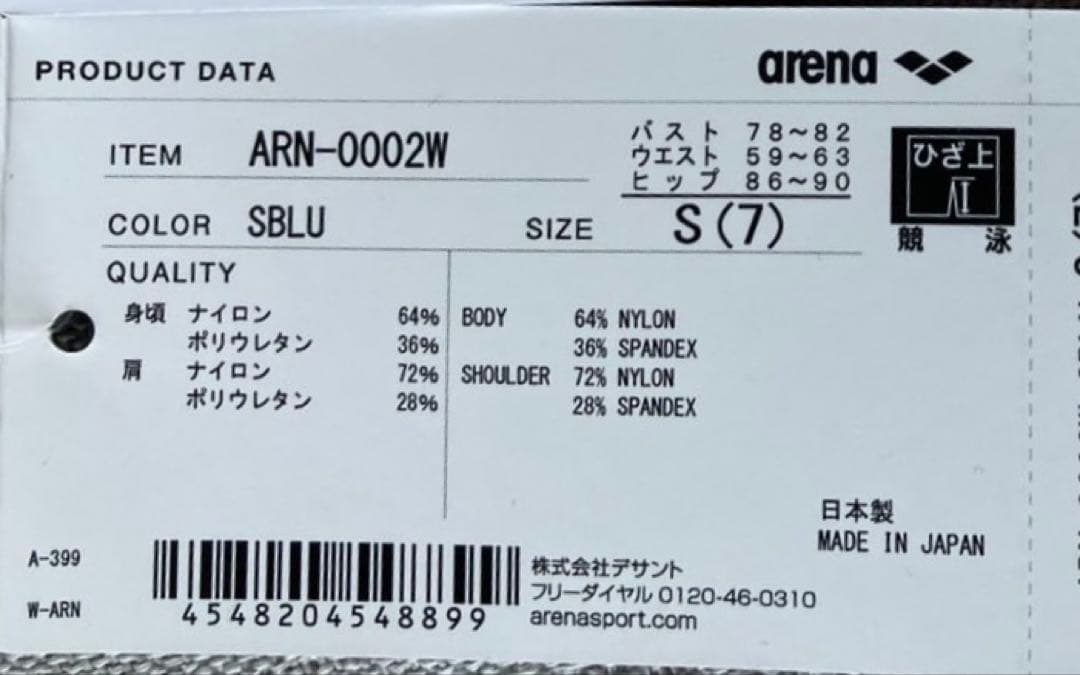 PRODUCT DATA
arena
ITEM ARN-0002W
バスト 78~82
ウエスト 59~63
ヒップ 86~90
ひざ上
競泳
COLOR SBLU
SIZE S(7)
QUALITY
身頃 ナイロン 64% BODY 64% NYLON
ポリウレタン 36% 36% SPANDEX
肩 ナイロン 72% SHOULDER 72% NYLON
ポリウレタン 28% 28% SPANDEX
日本製
MADE IN JAPAN
A-399
W-ARN
4548204548899
株式会社デサント
フリーダイヤル 0120-46-0310
arenasport.com